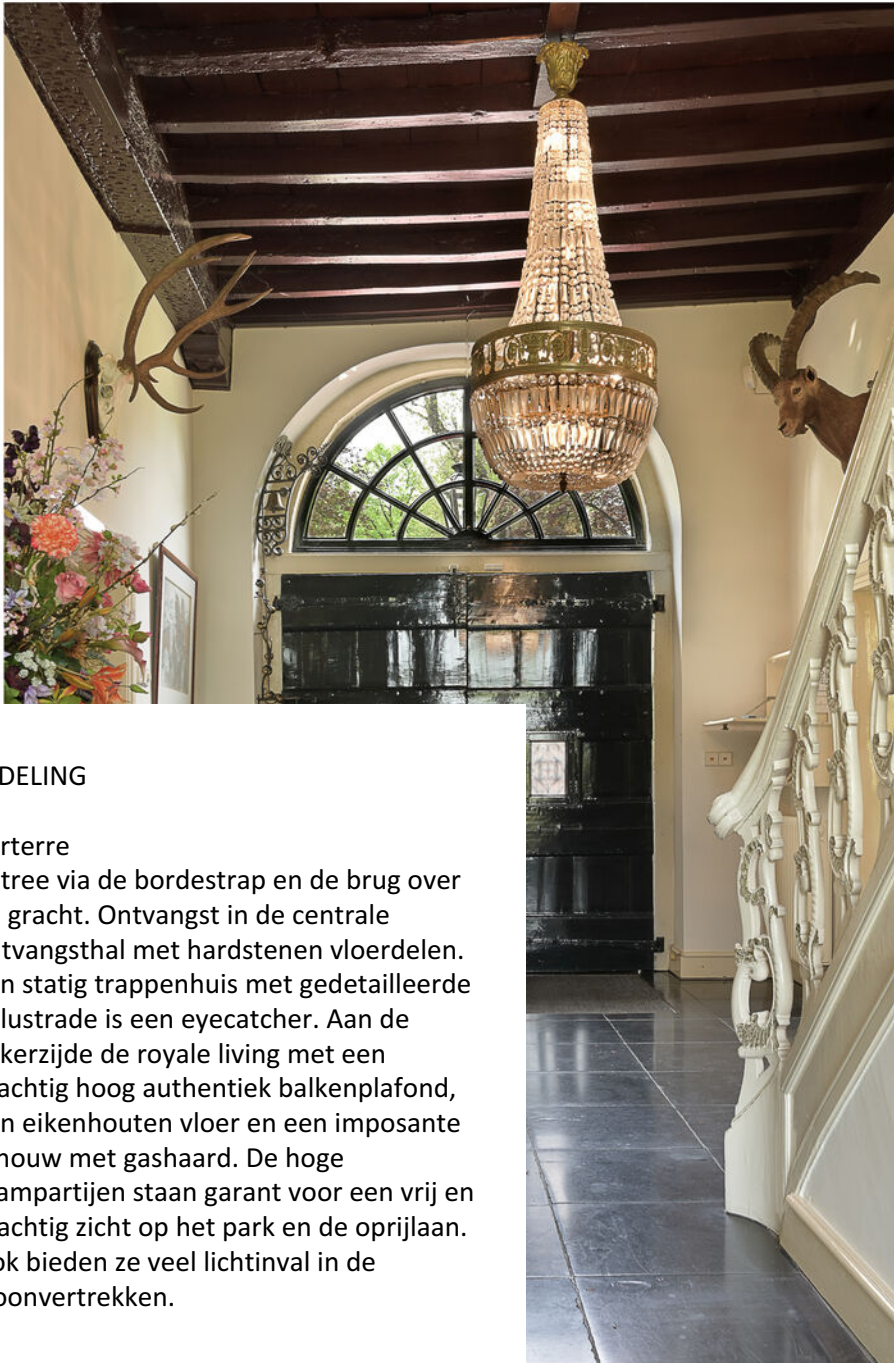 DELING
rterre
tree via de bordestrap en de brug over
gracht. Ontvangst in de centrale
tvangsthal met hardstenen vloerdelen.
n statig trappenhuis met gedetailleerde
lustrade is een eyecatcher. Aan de
kerzijde de royale living met een
achtig hoog authentiek balkenplafond,
n eikenhouten vloer en een imposante
houw met gashaard. De hoge
ampartijen staan garant voor een vrij en
achtig zicht op het park en de oprijlaan.
ok bieden ze veel lichtinval in de
oonvertrekken.